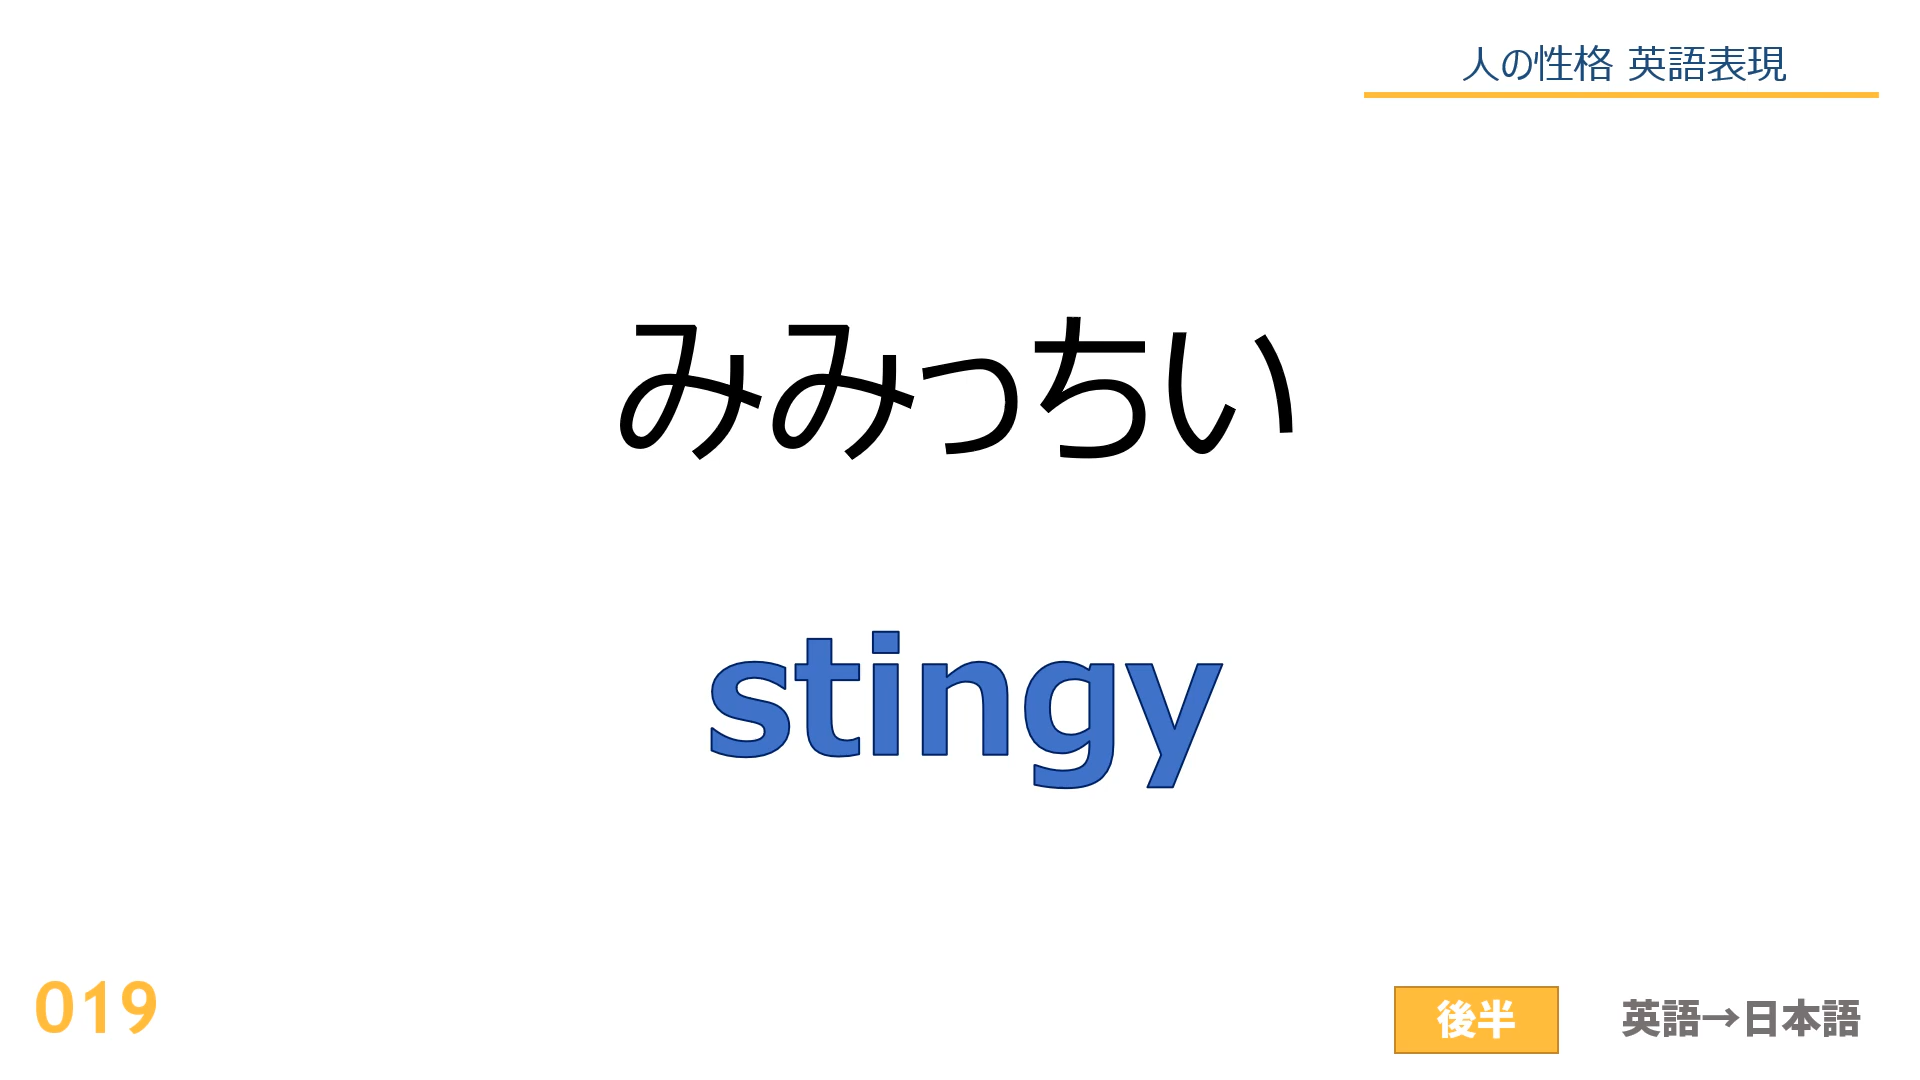 人の性格 英語表現
みみっちい
stingy
019
後半
英語→日本語